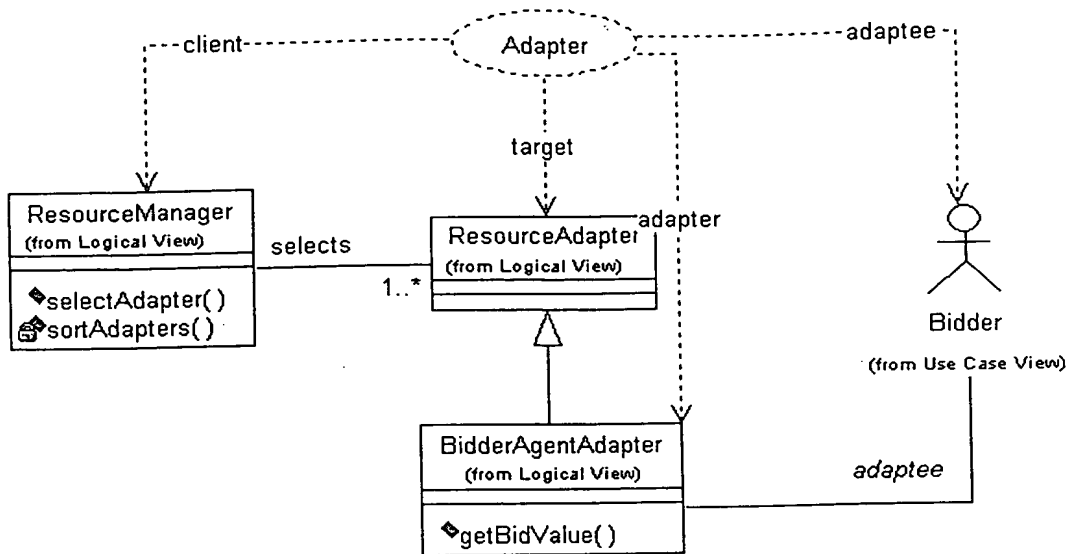 client
Adapter
adaptee
target
adapter
ResourceManager
(from Logical View)
selectAdapter()
sortAdapters()
selects
1..*
ResourceAdapter
(from Logical View)
Bidder
(from Use Case View)
BidderAgentAdapter
(from Logical View)
getBidValue()
adaptee